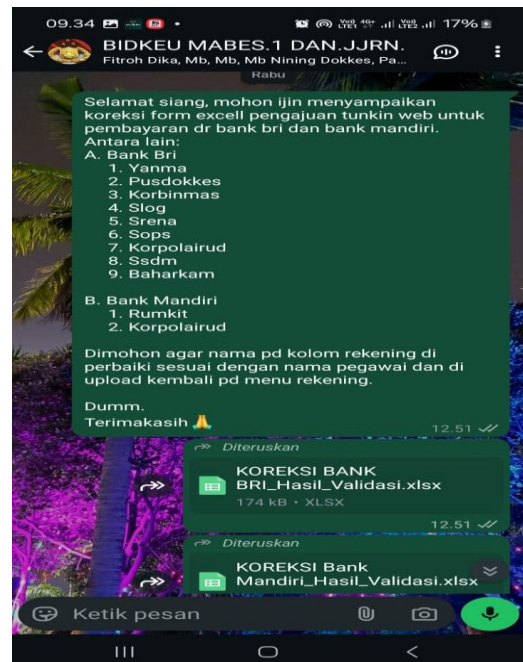 09.34
17%
BIDKEU MABES.1 DAN.JJRN.
Fitroh Dika, Mb, Mb, Mb Nining Dokkes, Pa...
Rabu
Selamat siang, mohon ijin menyampaikan
koreksi form excell pengajuan tunkin web untuk
pembayaran dr bank bri dan bank mandiri.
Antara lain:
A. Bank Bri
1. Yanma
2. Pusdokkes
3. Korbinmas
4. Slog
5. Srena
6. Sops
7. Korpolairud
8. Ssdm
9. Baharkam
B. Bank Mandiri
1. Rumkit
2. Korpolairud
Dimohon agar nama pd kolom rekening di
perbaiki sesuai dengan nama pegawai dan di
upload kembali pd menu rekening.
Dumm.
Terimakasih 🙏
12.51
Diteruskan
KOREKSI BANK
BRI_Hasil_Validasi.xlsx
174 kB • XLSX
12.51
Diteruskan
KOREKSI Bank
Mandiri_Hasil_Validasi.xlsx
Ketik pesan